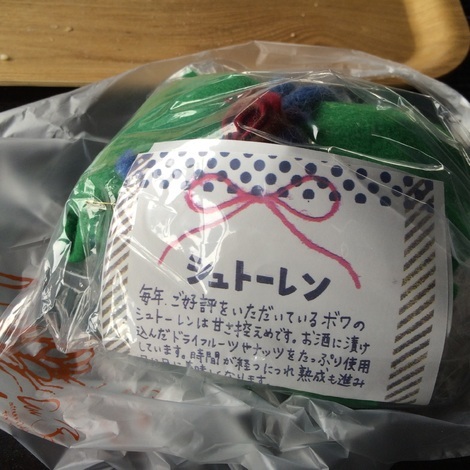 シュトーレン
毎年、ご好評をいただいているボワの
シュトーレンは甘さ控えめです。お酒に漬け
込んだドライフルーツやナッツをたっぷり使用
しています。時間が経つにつれ熟成も進み
なります。